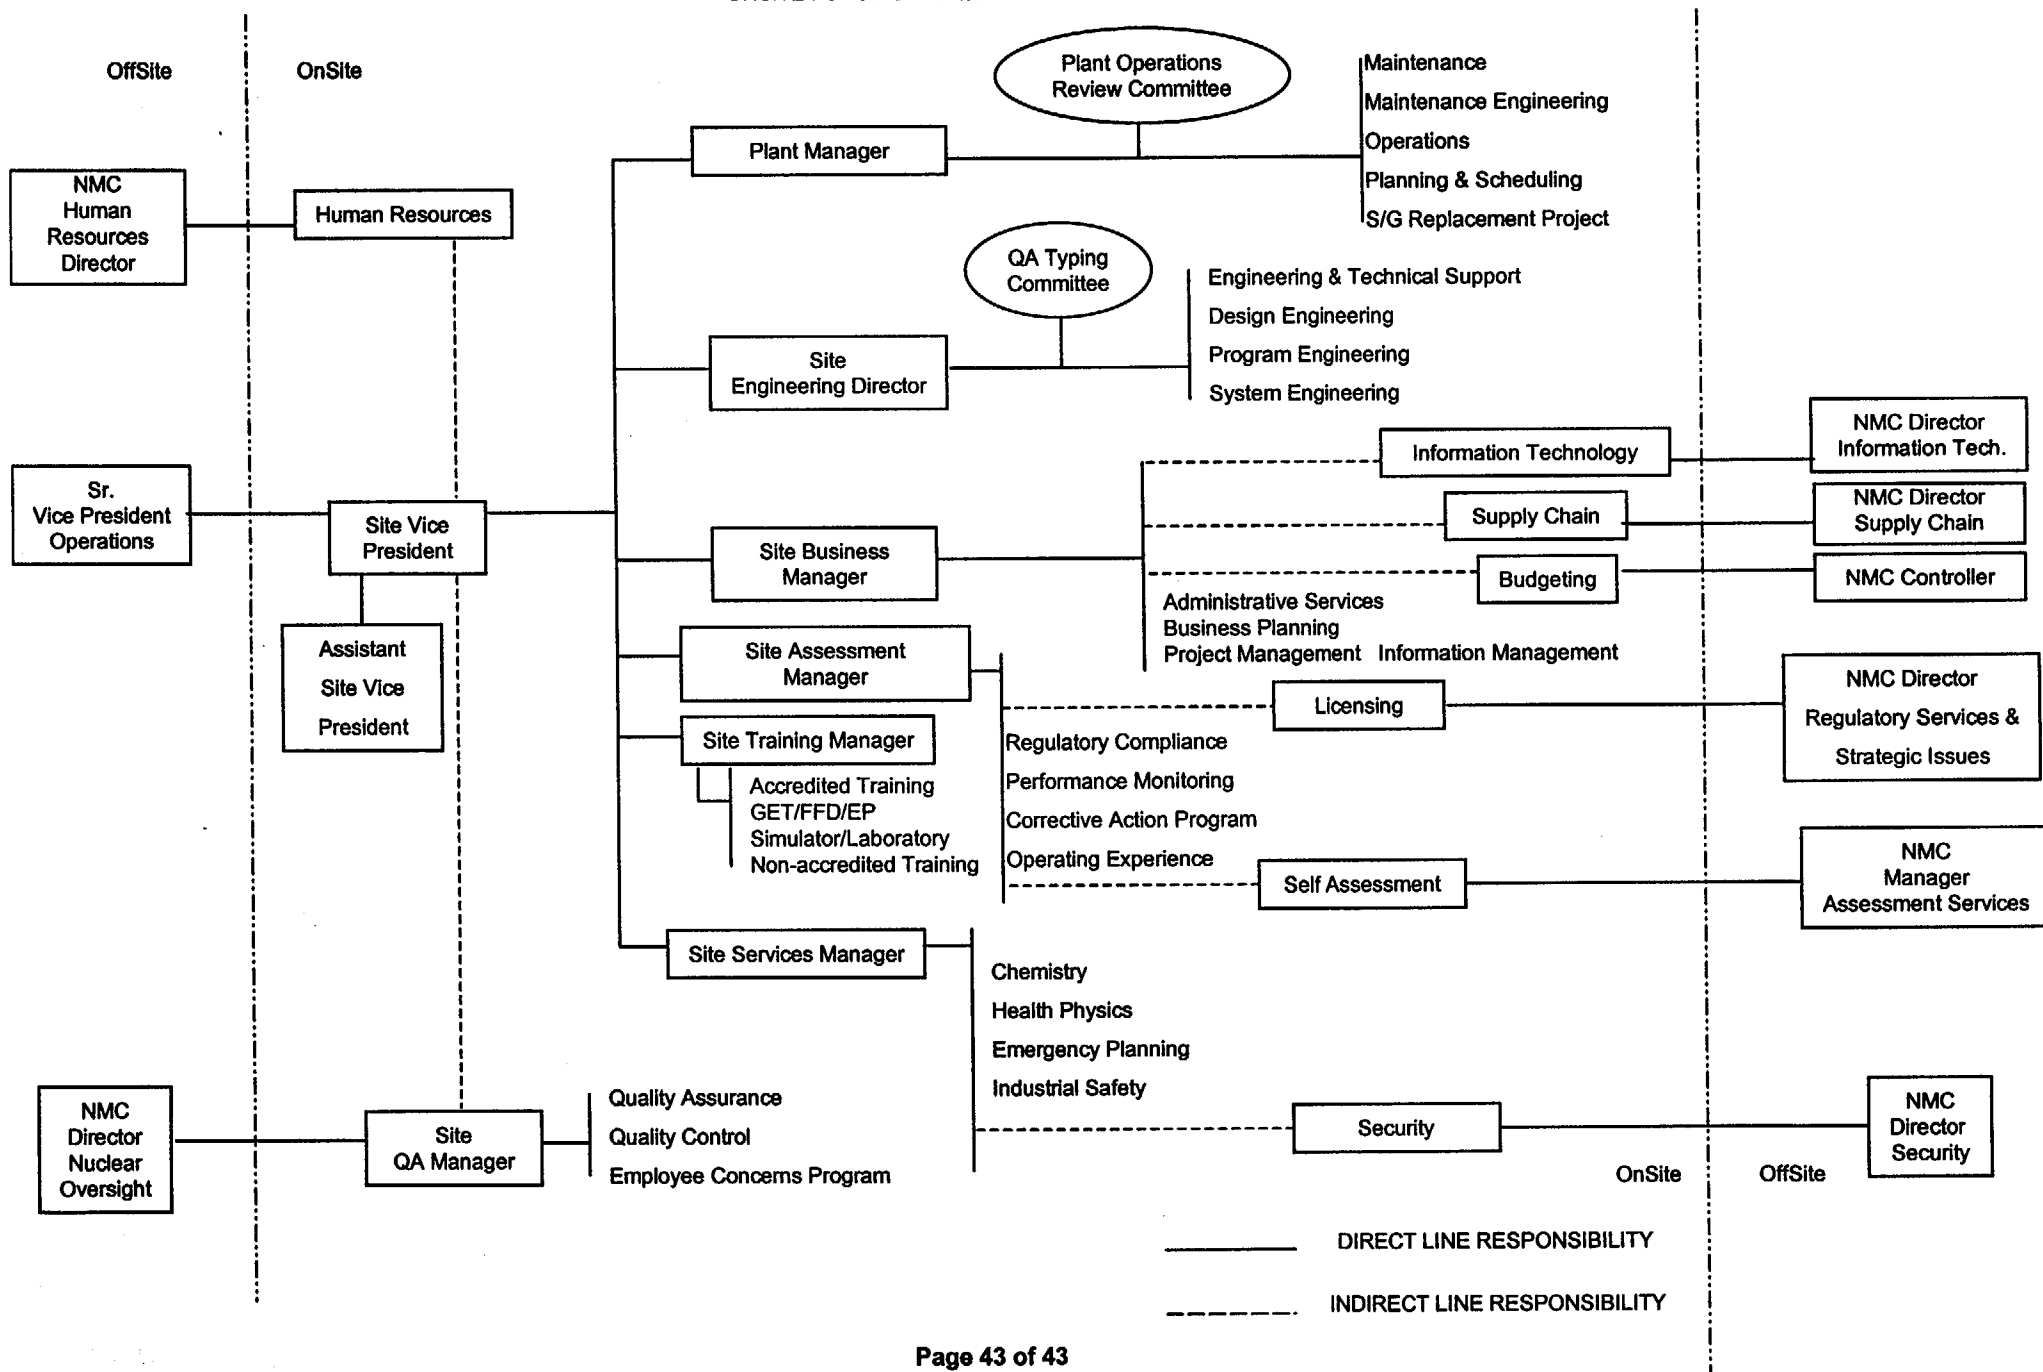 OffSite
OnSite
Plant Operations
Review Committee
Maintenance
Maintenance Engineering
Operations
Planning & Scheduling
S/G Replacement Project
Plant Manager
NMC
Human
Resources
Director
Human Resources
QA Typing
Committee
Engineering & Technical Support
Design Engineering
Program Engineering
System Engineering
Site
Engineering Director
Information Technology
NMC Director
Information Tech.
Sr.
Vice President
Operations
Site Vice
President
Supply Chain
NMC Director
Supply Chain
Site Business
Manager
Budgeting
NMC Controller
Administrative Services
Business Planning
Project Management Information Management
Assistant
Site Vice
President
Site Assessment
Manager
Licensing
NMC Director
Regulatory Services &
Strategic Issues
Site Training Manager
Accredited Training
GET/FFD/EP
Simulator/Laboratory
Non-accredited Training
Regulatory Compliance
Performance Monitoring
Corrective Action Program
Operating Experience
Self Assessment
NMC
Manager
Assessment Services
Site Services Manager
Chemistry
Health Physics
Emergency Planning
Industrial Safety
NMC
Director
Nuclear
Oversight
Site
QA Manager
Quality Assurance
Quality Control
Employee Concerns Program
Security
NMC
Director
Security
OnSite
OffSite
DIRECT LINE RESPONSIBILITY
INDIRECT LINE RESPONSIBILITY
Page 43 of 43